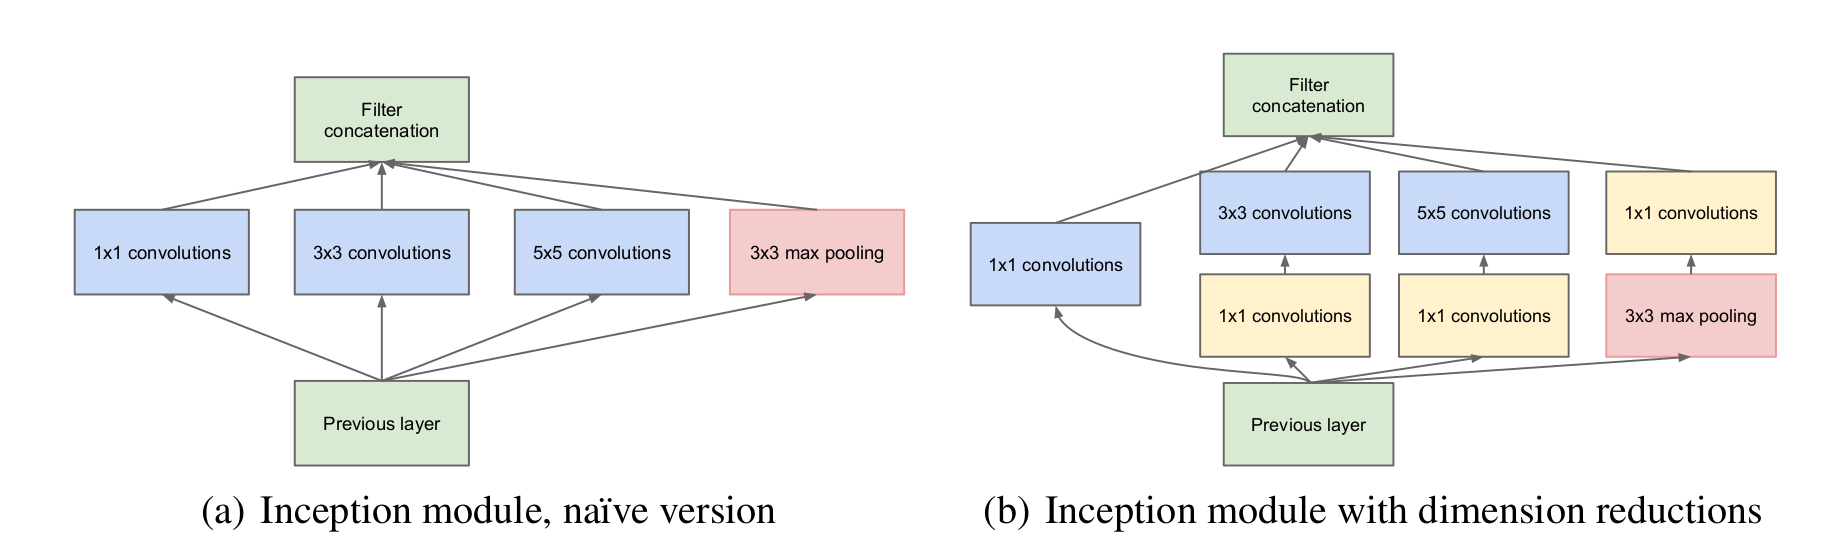 Filter
concatenation
1x1 convolutions
3x3 convolutions
5x5 convolutions
3x3 max pooling
Previous layer
(a) Inception module, naïve version
Filter
concatenation
3x3 convolutions
5x5 convolutions
1x1 convolutions
1x1 convolutions
1x1 convolutions
1x1 convolutions
3x3 max pooling
Previous layer
(b) Inception module with dimension reductions